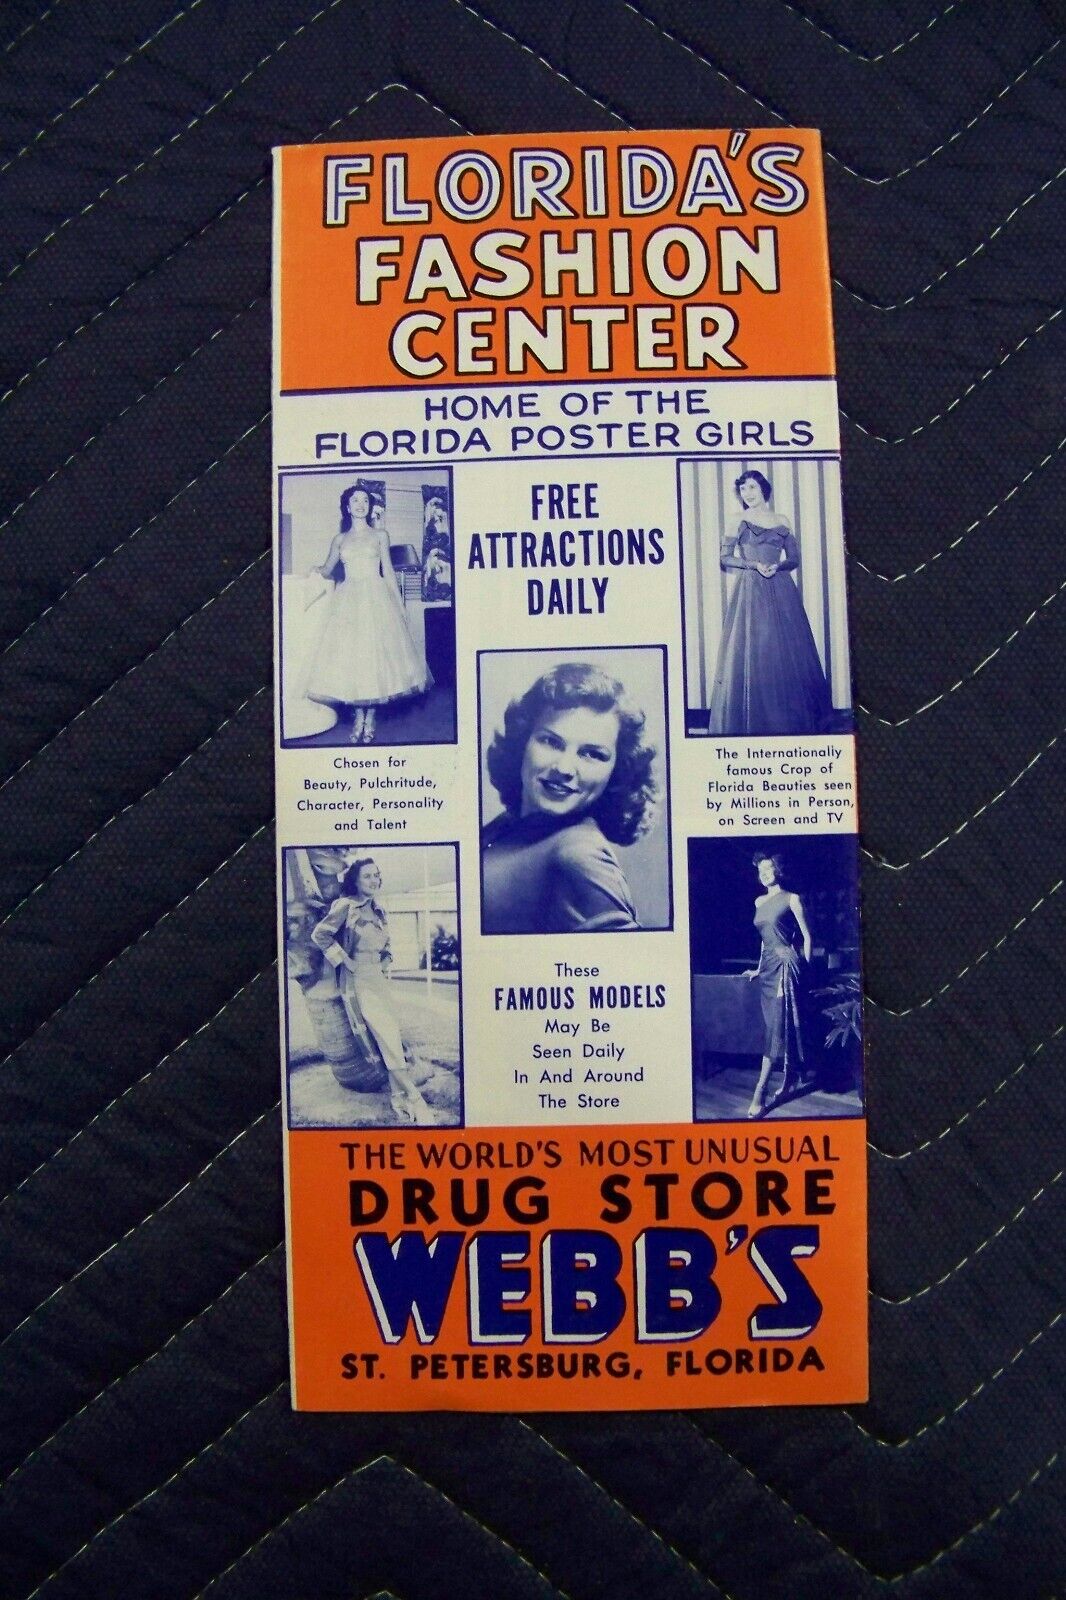 FLORIDA'S
FASHION
CENTER
HOME OF THE
FLORIDA POSTER GIRLS
FREE
ATTRACTIONS
DAILY
Chosen for
Beauty, Pulchritude,
Character, Personality
and Talent
The Internationally
famous Crop of
Florida Beauties seen
by Millions in Person,
on Screen and TV
These
FAMOUS MODELS
May Be
Seen Daily
In And Around
The Store
THE WORLD'S MOST UNUSUAL
DRUG STORE
WEBB'S
ST. PETERSBURG, FLORIDA